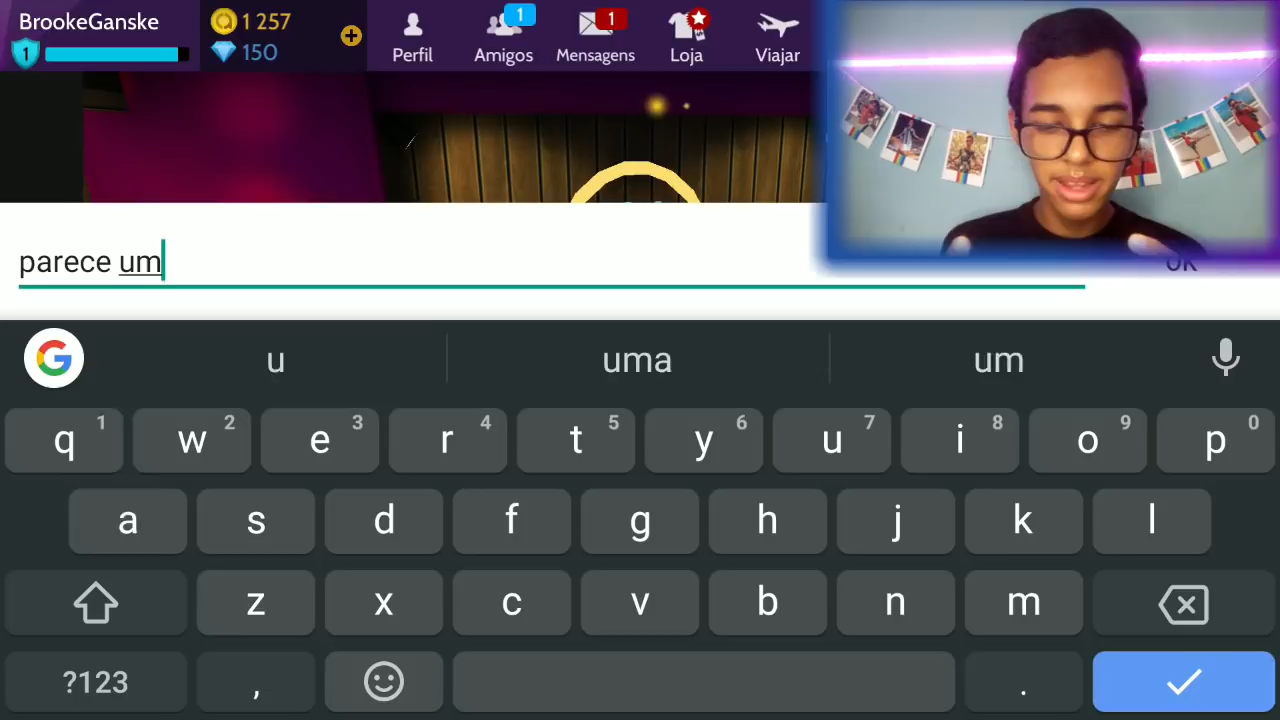 BrookeGanske
1
1 257
150
Perfil
1
Amigos
1
Mensagens
Loja
Viajar
parece um
OK
u
uma
um
q 1 w 2 e 3 r 4 t 5 y 6 u 7 i 8 o 9 p 0
a s d f g h j k l
z x c v b n m
?123 , .